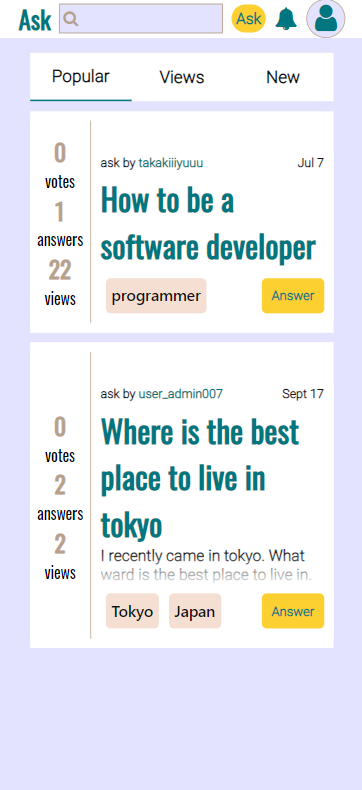 Ask
Ask
Popular
Views
New
0
votes
1
answers
22
views
ask by takakiiiyuuu
Jul 7
How to be a
software developer
programmer
Answer
0
votes
2
answers
2
views
ask by user_admin007
Sept 17
Where is the best
place to live in
tokyo
I recently came in tokyo. What
ward is the best place to live in.
Tokyo
Japan
Answer